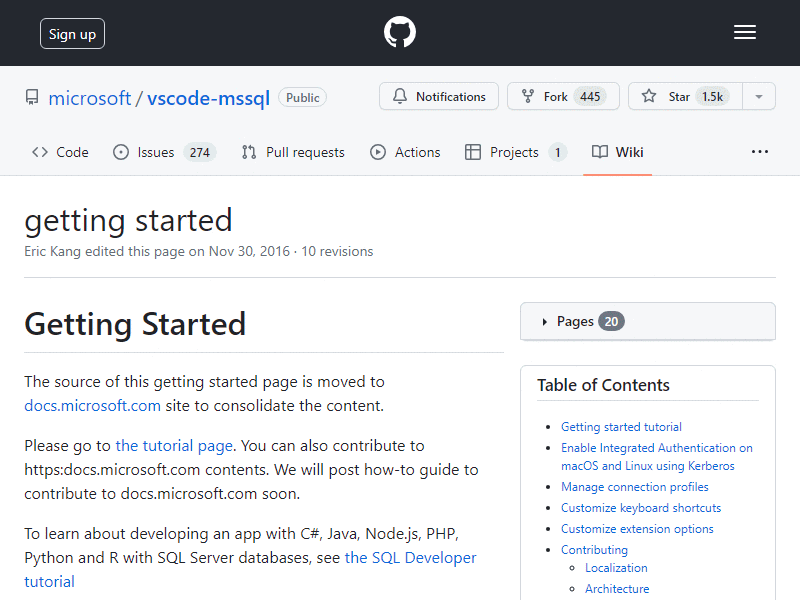 Sign up
microsoft / vscode-mssql Public
Notifications Fork 445 Star 1.5k
Code Issues 274 Pull requests Actions Projects 1 Wiki
getting started
Eric Kang edited this page on Nov 30, 2016 · 10 revisions
Getting Started
The source of this getting started page is moved to
docs.microsoft.com site to consolidate the content.
Please go to the tutorial page. You can also contribute to
https:docs.microsoft.com contents. We will post how-to guide to
contribute to docs.microsoft.com soon.
To learn about developing an app with C#, Java, Node.js, PHP,
Python and R with SQL Server databases, see the SQL Developer
tutorial
Pages 20
Table of Contents
Getting started tutorial
Enable Integrated Authentication on
macOS and Linux using Kerberos
Manage connection profiles
Customize keyboard shortcuts
Customize extension options
Contributing
Localization
Architecture